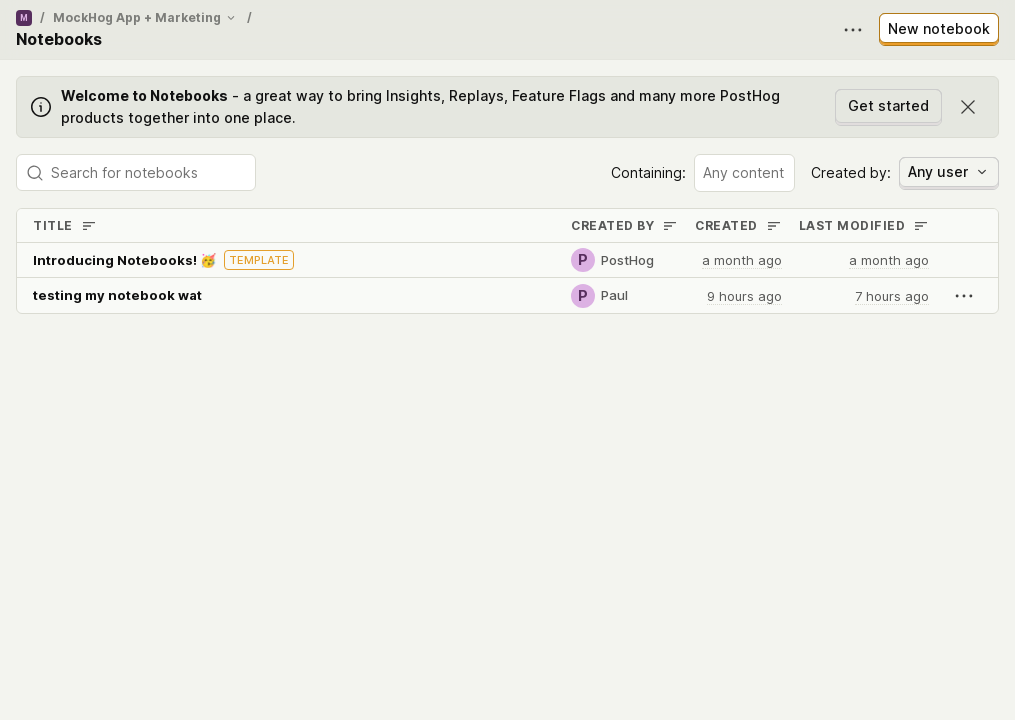 M / MockHog App + Marketing /
Notebooks
New notebook
Welcome to Notebooks - a great way to bring Insights, Replays, Feature Flags and many more PostHog
products together into one place.
Get started
Search for notebooks
Containing: Any content
Created by: Any user
TITLE CREATED BY CREATED LAST MODIFIED
Introducing Notebooks! 🥳 TEMPLATE P PostHog a month ago a month ago
testing my notebook wat P Paul 9 hours ago 7 hours ago